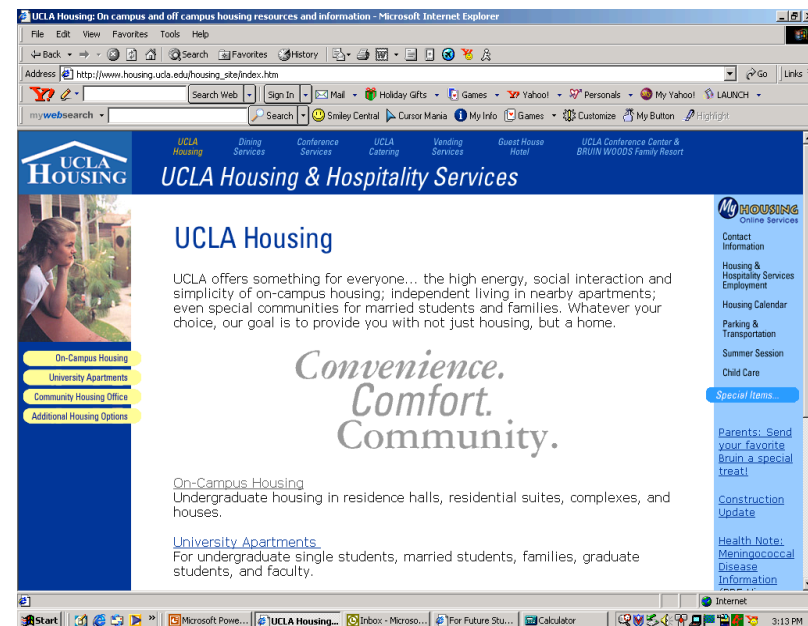 UCLA Housing: On campus and off campus housing resources and information - Microsoft Internet Explorer
File Edit View Favorites Tools Help
Back Search Favorites History
Address http://www.housing.ucla.edu/housing_site/index.htm Go Links
Y7 Search Web Sign In Mail Holiday Gifts Games Yahoo! Personals My Yahoo! LAUNCH
mywebsearch Search Smiley Central Cursor Mania My Info Games Customize My Button Highlight
UCLA Housing
Dining Services
Conference Services
UCLA Catering
Vending Services
Guest House Hotel
UCLA Conference Center & BRUIN WOODS Family Resort
UCLA HOUSING
UCLA Housing & Hospitality Services
On-Campus Housing
University Apartments
Community Housing Office
Additional Housing Options
UCLA Housing
UCLA offers something for everyone... the high energy, social interaction and
simplicity of on-campus housing; independent living in nearby apartments;
even special communities for married students and families. Whatever your
choice, our goal is to provide you with not just housing, but a home.
Convenience.
Comfort.
Community.
On-Campus Housing
Undergraduate housing in residence halls, residential suites, complexes, and
houses.
University Apartments
For undergraduate single students, married students, families, graduate
students, and faculty.
My HOUSING
Online Services
Contact
Information
Housing &
Hospitality Services
Employment
Housing Calendar
Parking &
Transportation
Summer Session
Child Care
Special Items...
Parents: Send
your favorite
Bruin a special
treat!
Construction
Update
Health Note:
Meningococcal
Disease
Information
Internet
Start Microsoft Powe... UCLA Housing... Inbox - Microso... For Future Stu... Calculator 3:13 PM